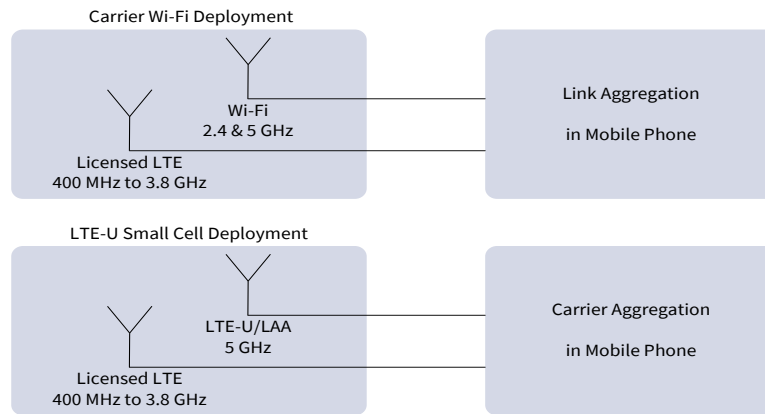 Carrier Wi-Fi Deployment
Wi-Fi
2.4 & 5 GHz
Licensed LTE
400 MHz to 3.8 GHz
Link Aggregation
in Mobile Phone
LTE-U Small Cell Deployment
LTE-U/LAA
5 GHz
Licensed LTE
400 MHz to 3.8 GHz
Carrier Aggregation
in Mobile Phone